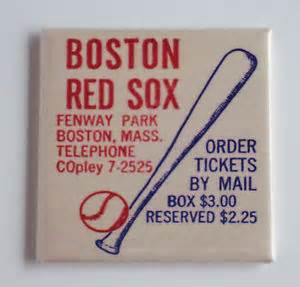 BOSTON
RED SOX
FENWAY PARK
BOSTON, MASS.
TELEPHONE
COpley 7-2525
ORDER
TICKETS
BY MAIL
BOX $3.00
RESERVED $2.25